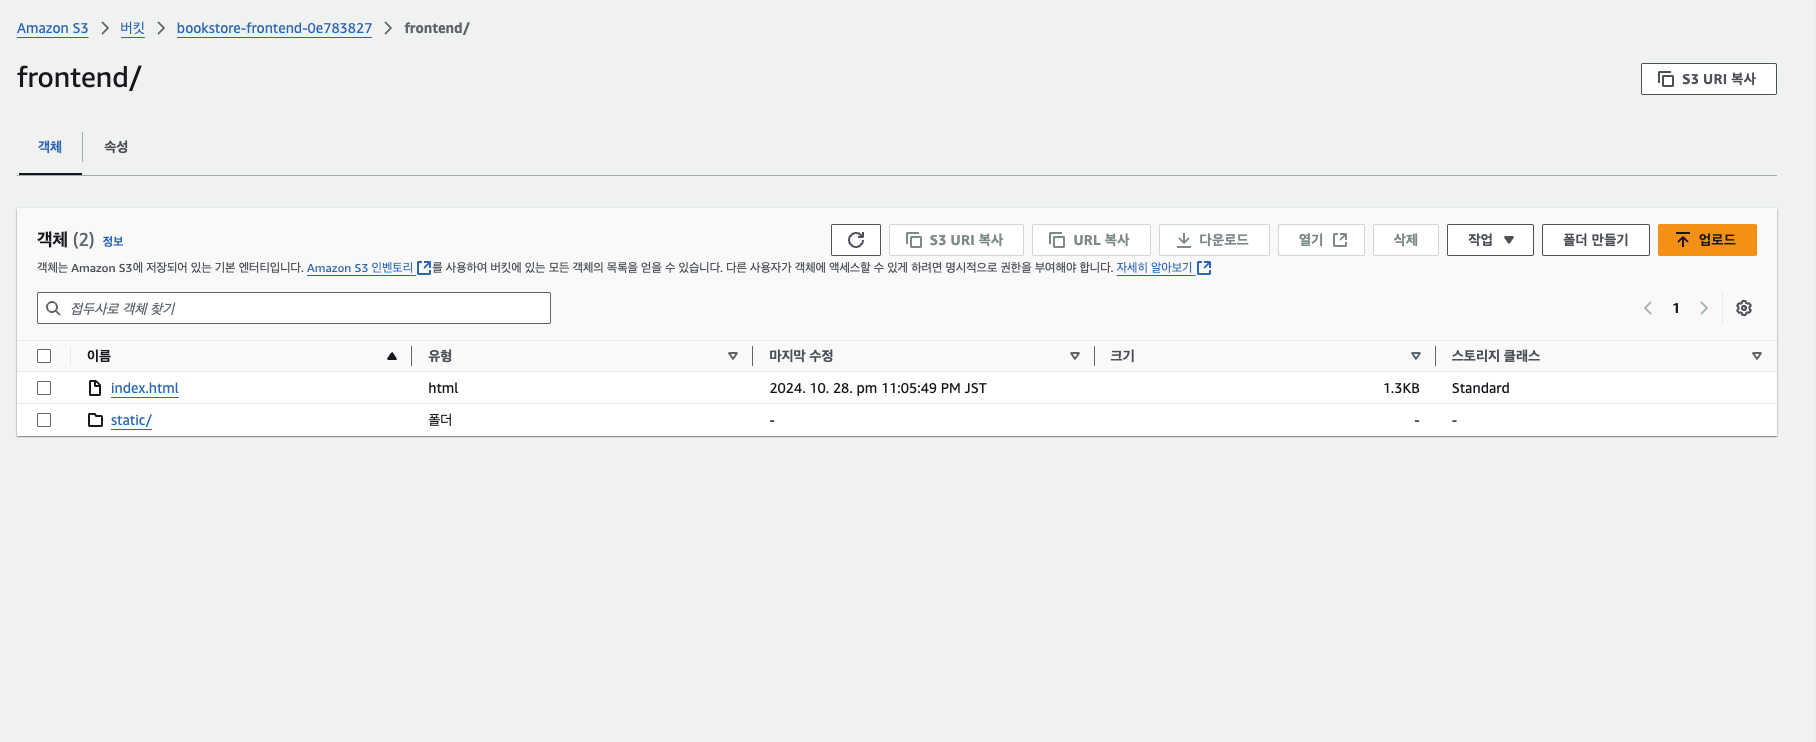 Amazon S3 > 버킷 > bookstore-frontend-0e783827 > frontend/
frontend/
S3 URI 복사
객체
속성
객체 (2) 정보
S3 URI 복사
URL 복사
다운로드
열기
삭제
작업
폴더 만들기
업로드
객체는 Amazon S3에 저장되어 있는 기본 엔터티입니다. Amazon S3 인벤토리를 사용하여 버킷에 있는 모든 객체의 목록을 얻을 수 있습니다. 다른 사용자가 객체에 액세스할 수 있게 하려면 명시적으로 권한을 부여해야 합니다. 자세히 알아보기
접두사로 객체 찾기
1
이름 유형 마지막 수정 크기 스토리지 클래스
index.html html 2024. 10. 28. pm 11:05:49 PM JST 1.3KB Standard
static/ 폴더 - - -